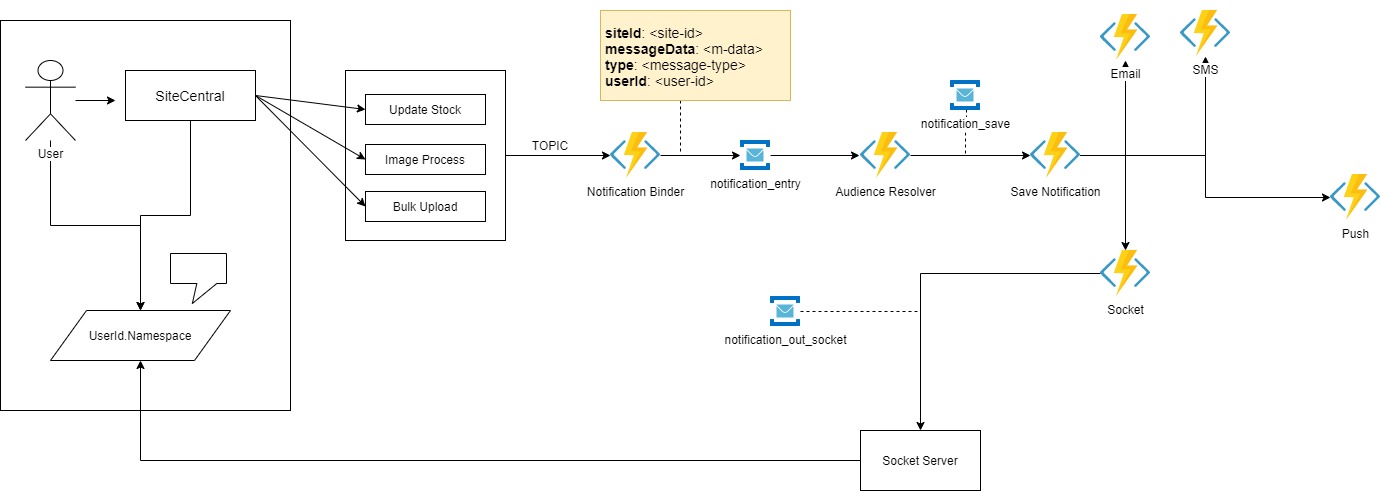 siteId: <site-id>
messageData: <m-data>
type: <message-type>
userId: <user-id>
Email
SMS
SiteCentral
Update Stock
notification_save
User
Image Process
TOPIC
Notification Binder
notification_entry
Audience Resolver
Save Notification
Bulk Upload
Push
UserId.Namespace
Socket
notification_out_socket
Socket Server